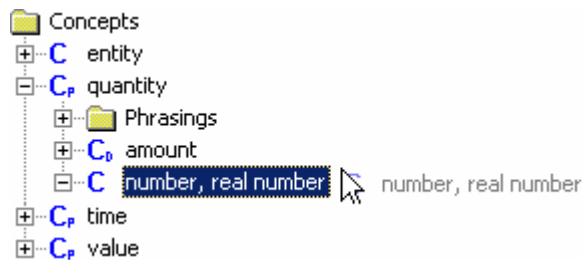 Concepts
C entity
CP quantity
Phrasings
CD amount
C number, real number number, real number
CP time
CP value